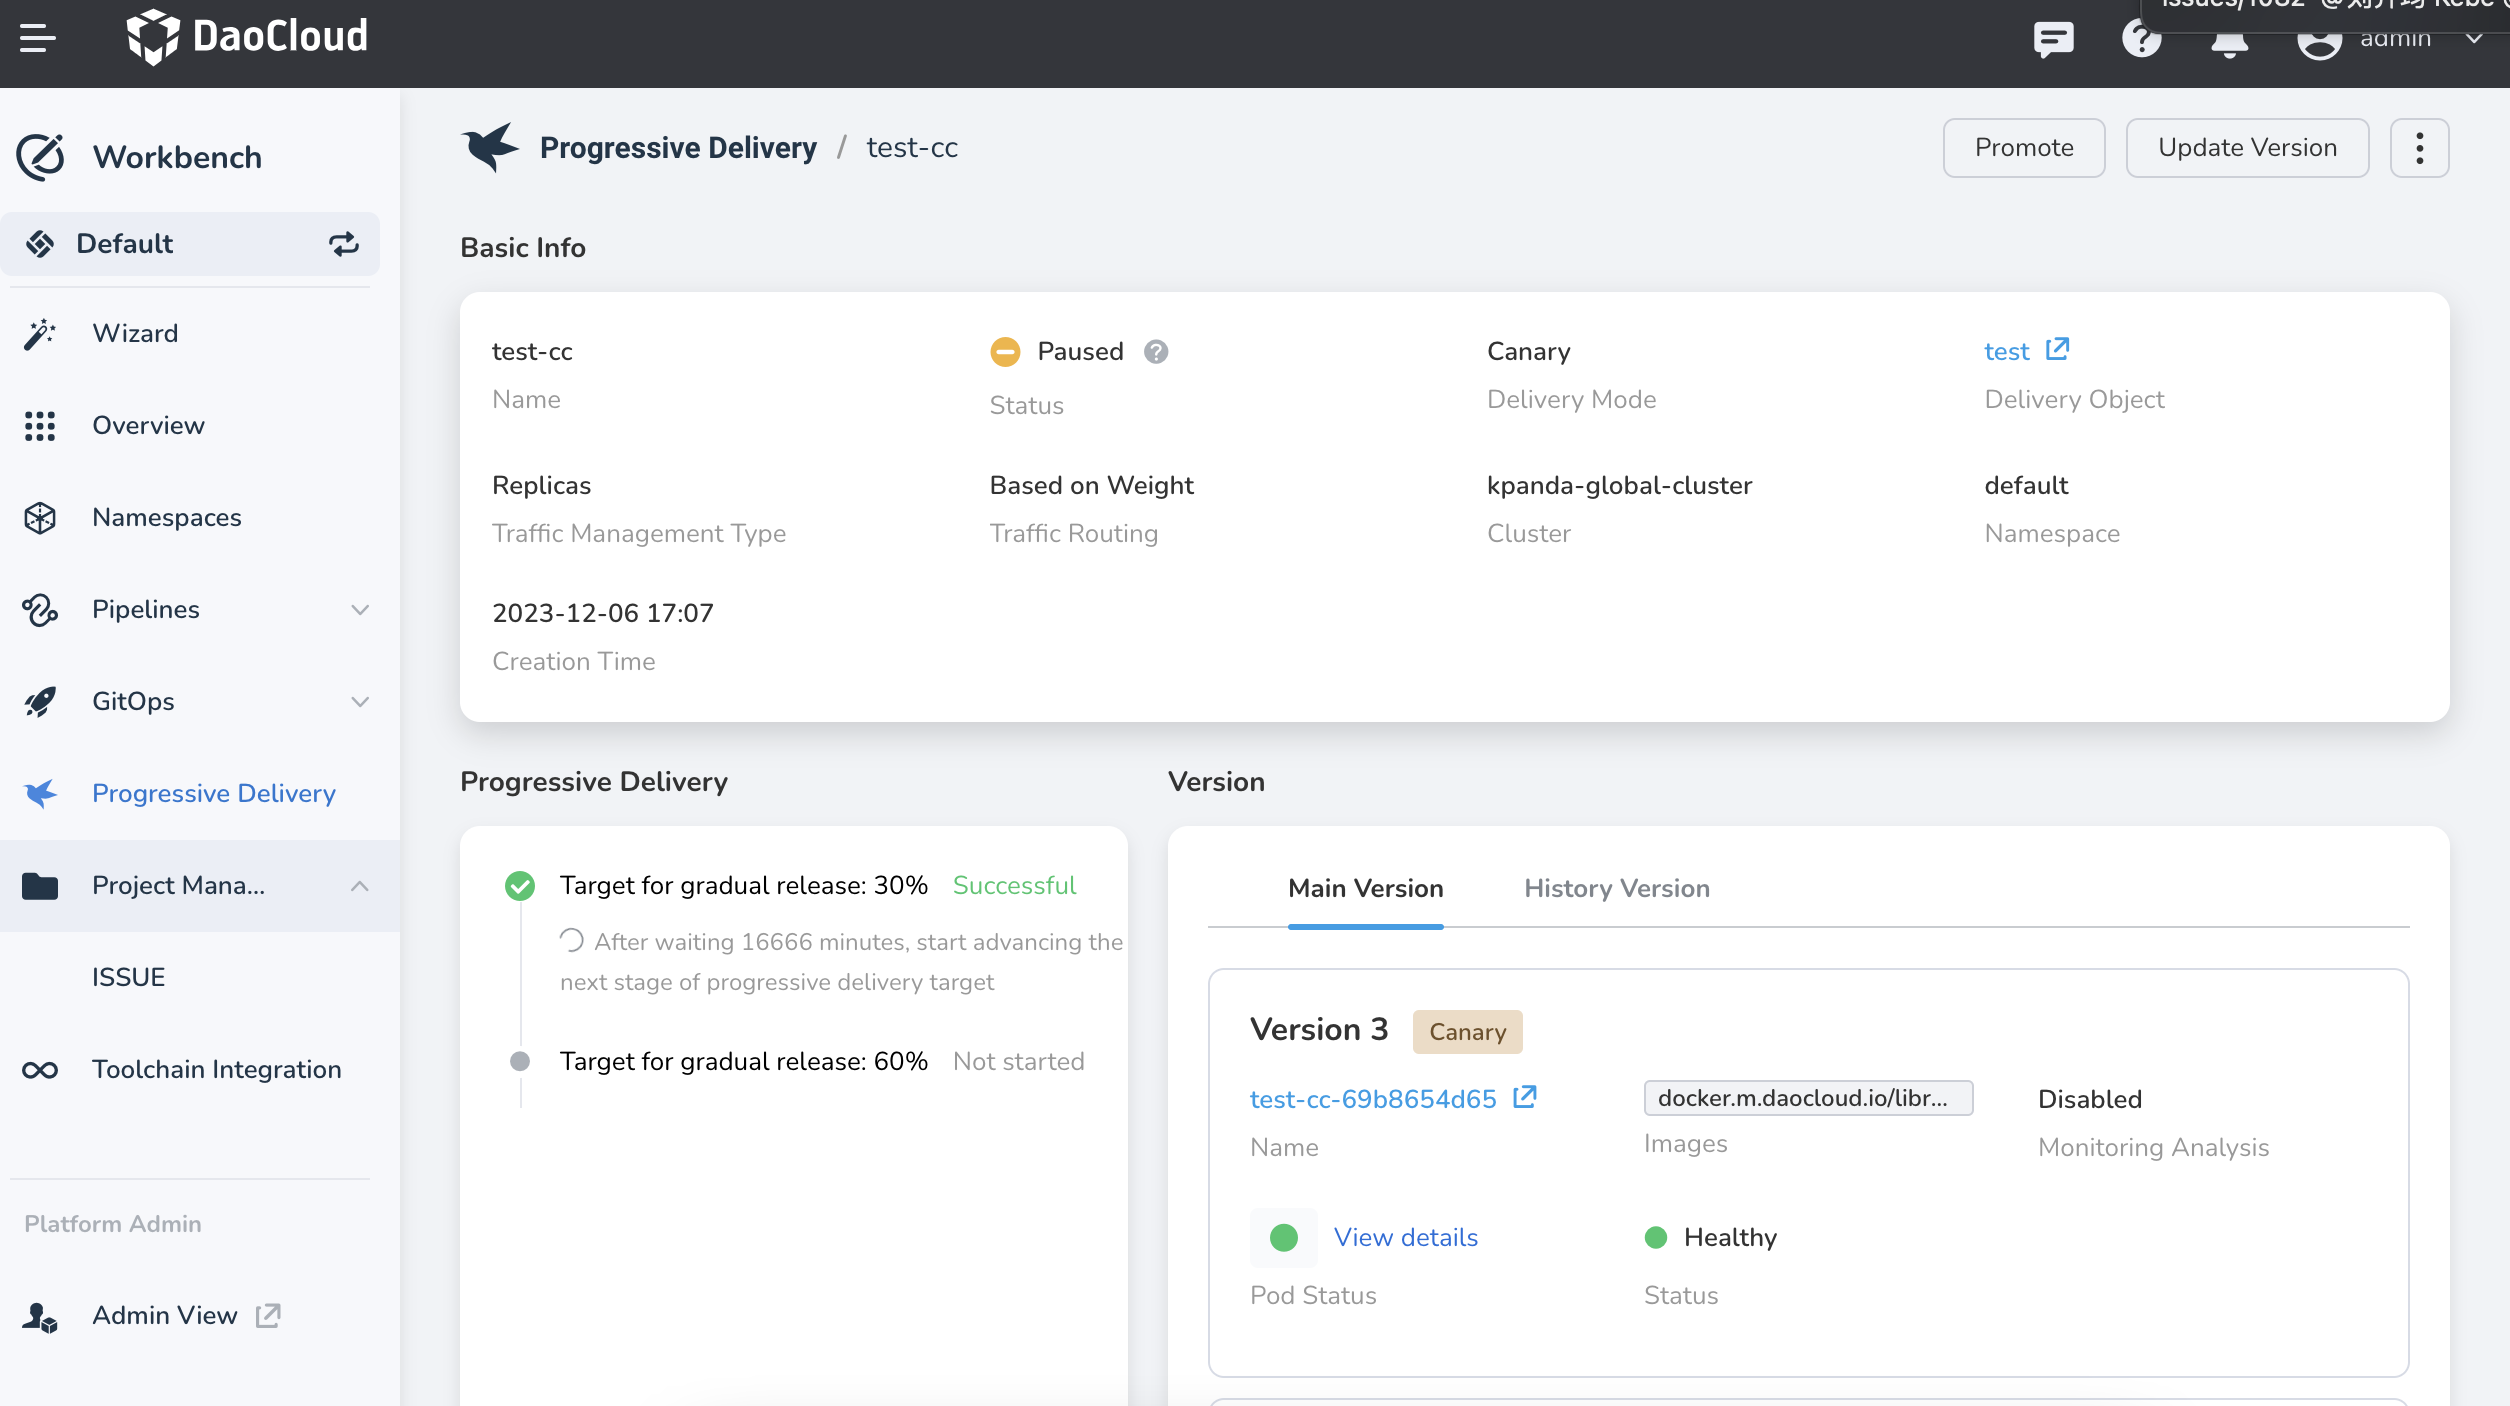 DaoCloud
admin
Workbench
Default
Wizard
Overview
Namespaces
Pipelines
GitOps
Progressive Delivery
Project Mana...
ISSUE
Toolchain Integration
Platform Admin
Admin View
Progressive Delivery / test-cc
Promote
Update Version
Basic Info
test-cc
Name
Paused
Status
Canary
Delivery Mode
test
Delivery Object
Replicas
Traffic Management Type
Based on Weight
Traffic Routing
kpanda-global-cluster
Cluster
default
Namespace
2023-12-06 17:07
Creation Time
Progressive Delivery
Target for gradual release: 30% Successful
After waiting 16666 minutes, start advancing the
next stage of progressive delivery target
Target for gradual release: 60% Not started
Version
Main Version
History Version
Version 3 Canary
test-cc-69b8654d65
Name
docker.m.daocloud.io/libr...
Images
Disabled
Monitoring Analysis
View details
Pod Status
Healthy
Status